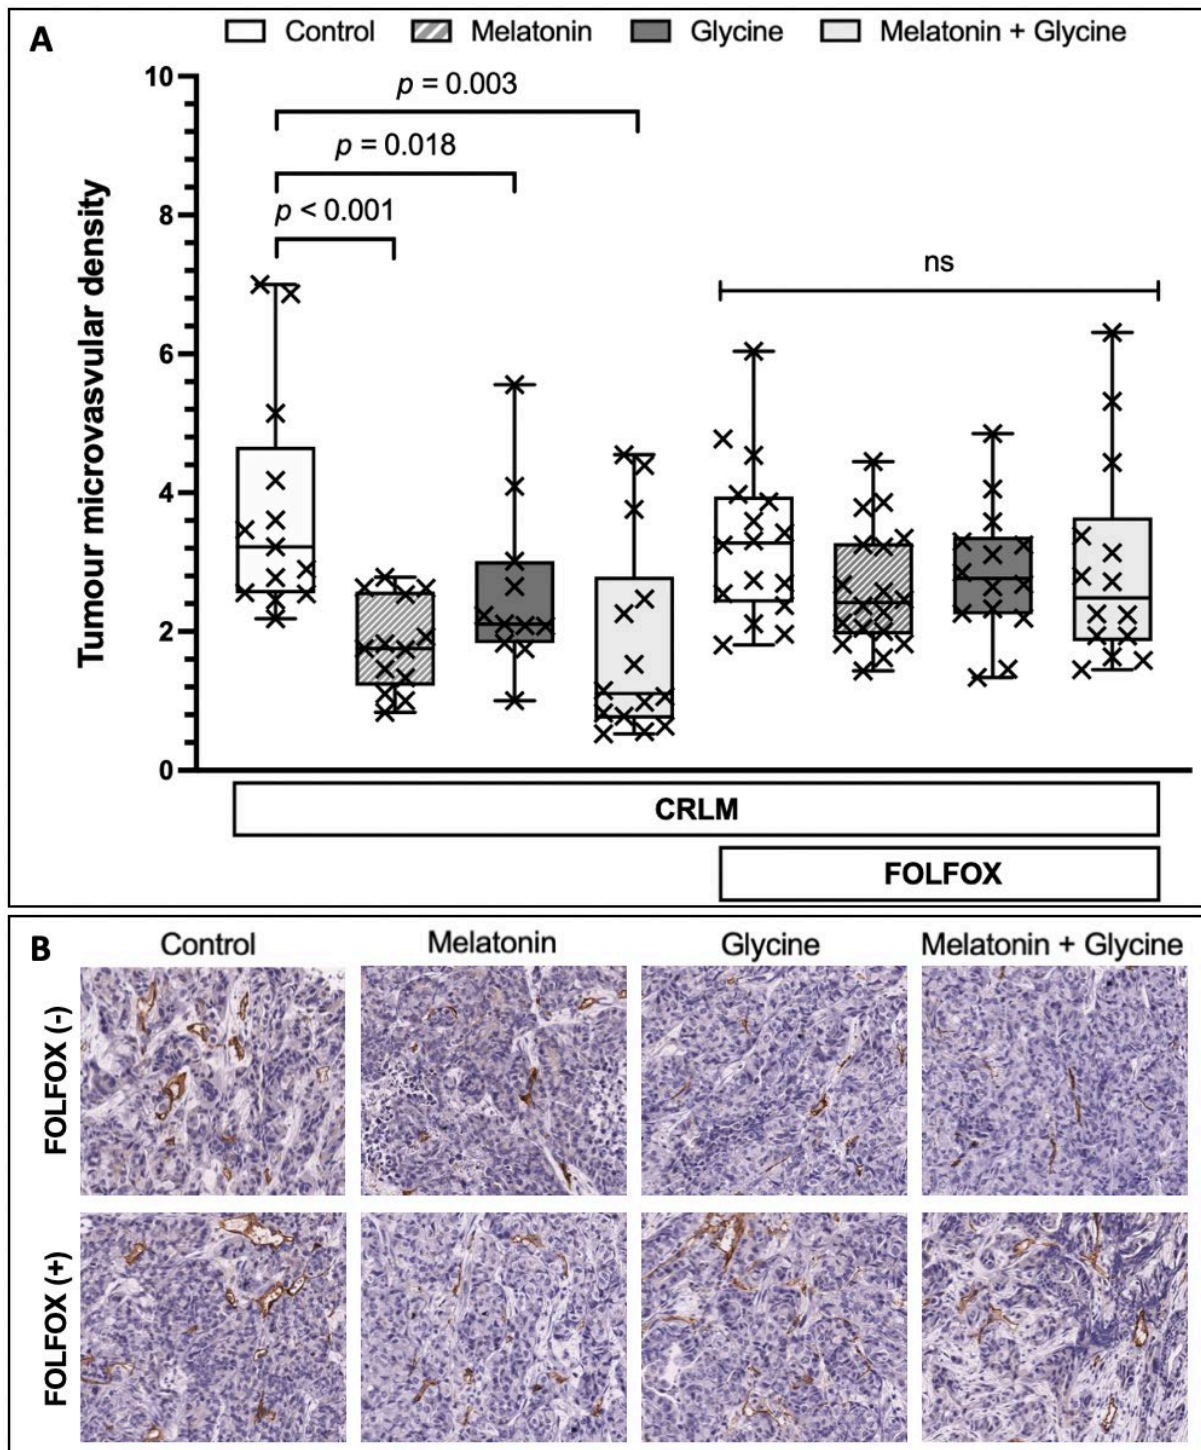 A
Control Melatonin Glycine Melatonin + Glycine
Tumour microvasvular density
10
8
6
4
2
0
p = 0.003
p = 0.018
p < 0.001
ns
CRLM
FOLFOX
B
Control Melatonin Glycine Melatonin + Glycine
FOLFOX (-)
FOLFOX (+)